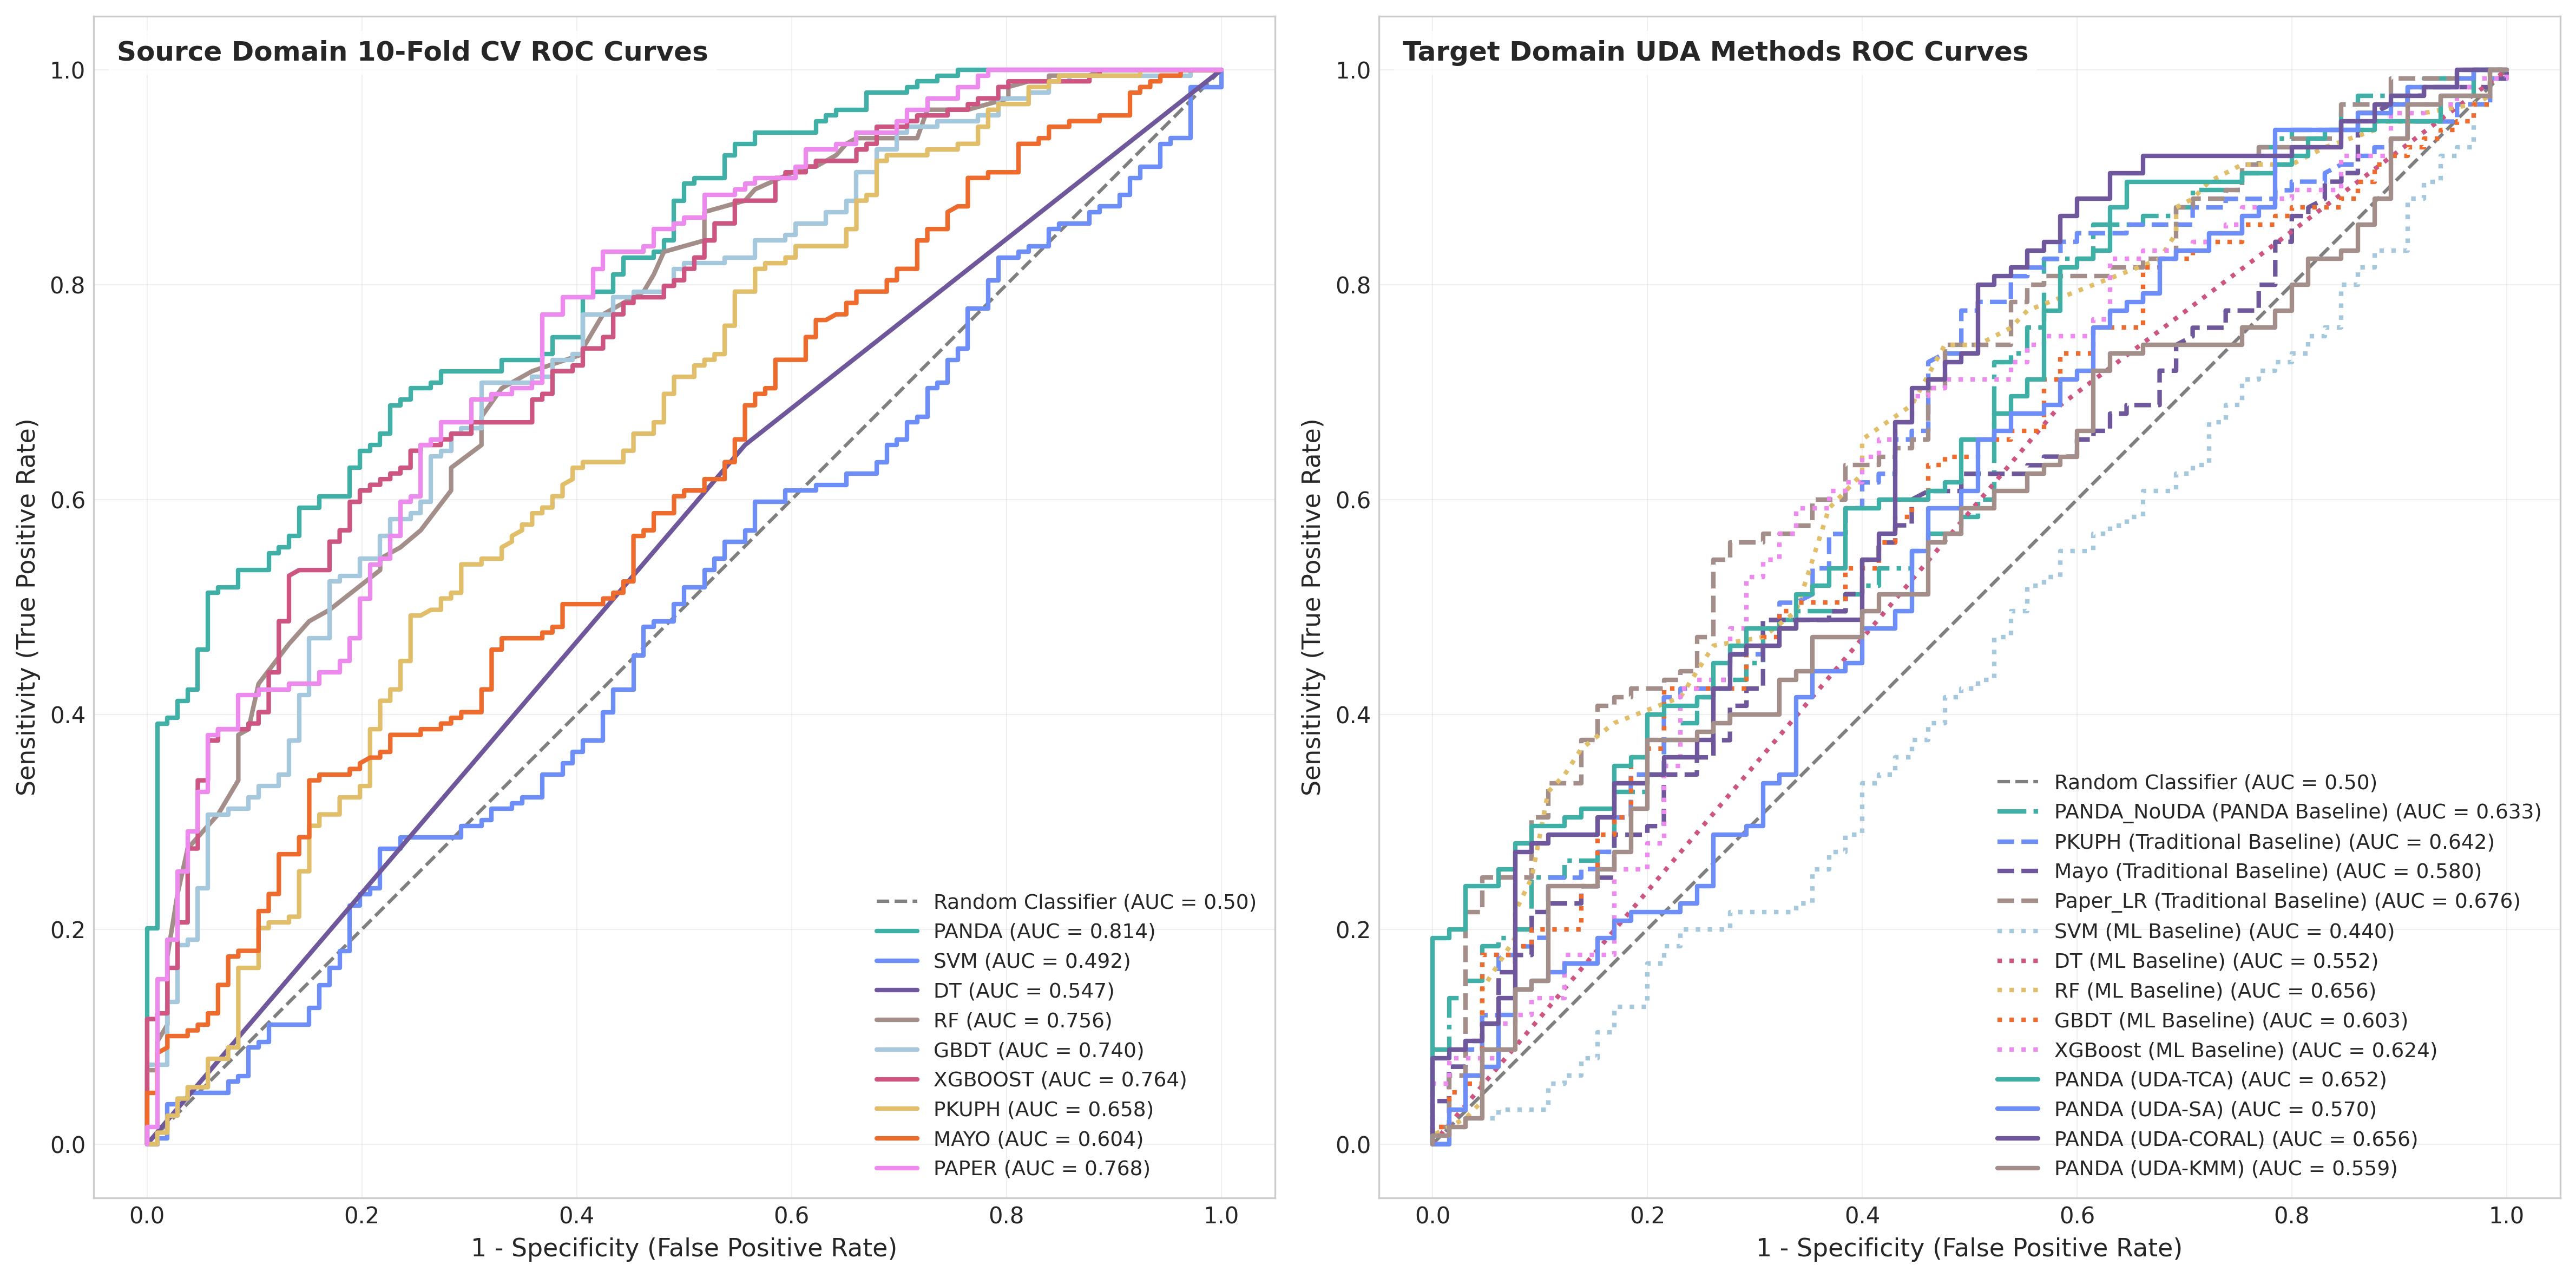 Source Domain 10-Fold CV ROC Curves
Sensitivity (True Positive Rate)
1.0
0.8
0.6
0.4
0.2
0.0
Random Classifier (AUC = 0.50)
PANDA (AUC = 0.814)
SVM (AUC = 0.492)
DT (AUC = 0.547)
RF (AUC = 0.756)
GBDT (AUC = 0.740)
XGBOOST (AUC = 0.764)
PKUPH (AUC = 0.658)
MAYO (AUC = 0.604)
PAPER (AUC = 0.768)
0.0 0.2 0.4 0.6 0.8 1.0
1 - Specificity (False Positive Rate)
Target Domain UDA Methods ROC Curves
Sensitivity (True Positive Rate)
1.0
0.8
0.6
0.4
0.2
0.0
Random Classifier (AUC = 0.50)
PANDA_NoUDA (PANDA Baseline) (AUC = 0.633)
PKUPH (Traditional Baseline) (AUC = 0.642)
Mayo (Traditional Baseline) (AUC = 0.580)
Paper_LR (Traditional Baseline) (AUC = 0.676)
SVM (ML Baseline) (AUC = 0.440)
DT (ML Baseline) (AUC = 0.552)
RF (ML Baseline) (AUC = 0.656)
GBDT (ML Baseline) (AUC = 0.603)
XGBoost (ML Baseline) (AUC = 0.624)
PANDA (UDA-TCA) (AUC = 0.652)
PANDA (UDA-SA) (AUC = 0.570)
PANDA (UDA-CORAL) (AUC = 0.656)
PANDA (UDA-KMM) (AUC = 0.559)
0.0 0.2 0.4 0.6 0.8 1.0
1 - Specificity (False Positive Rate)